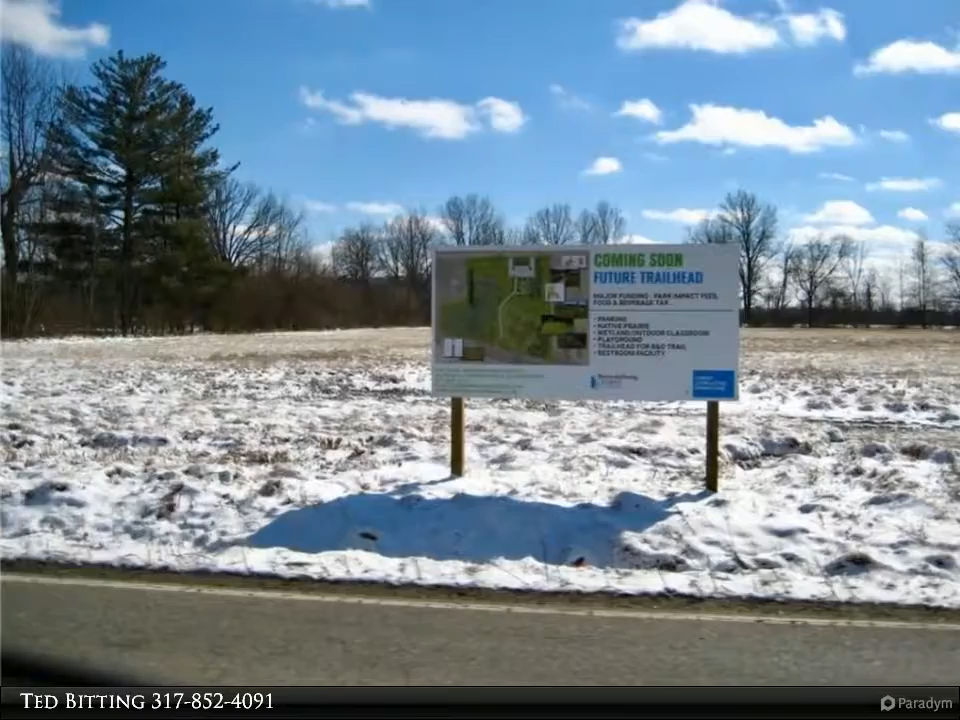 COMING SOON
FUTURE TRAILHEAD
MAJOR FUNDING: PARK IMPACT FEES,
FOOD & BEVERAGE TAX
• PARKING
• NATIVE PRAIRIE
• WETLAND/OUTDOOR CLASSROOM
• PLAYGROUND
• TRAILHEAD FOR B&O TRAIL
• RESTROOM FACILITY
TED BITTING 317-852-4091
Paradym